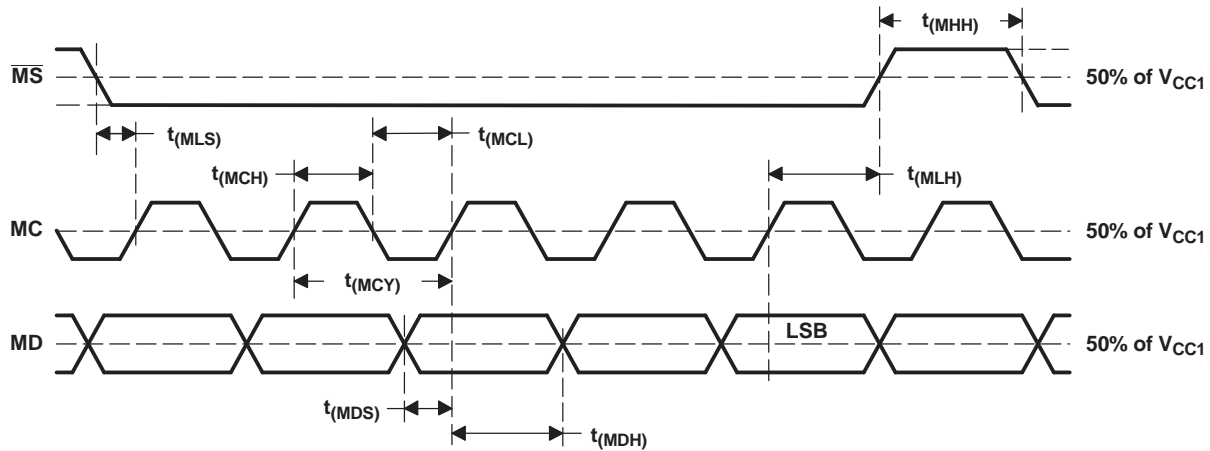 t(MHH)
MS
50% of VCC1
t(MLS)
t(MCL)
t(MCH)
t(MLH)
MC
50% of VCC1
t(MCY)
MD
LSB
50% of VCC1
t(MDS)
t(MDH)